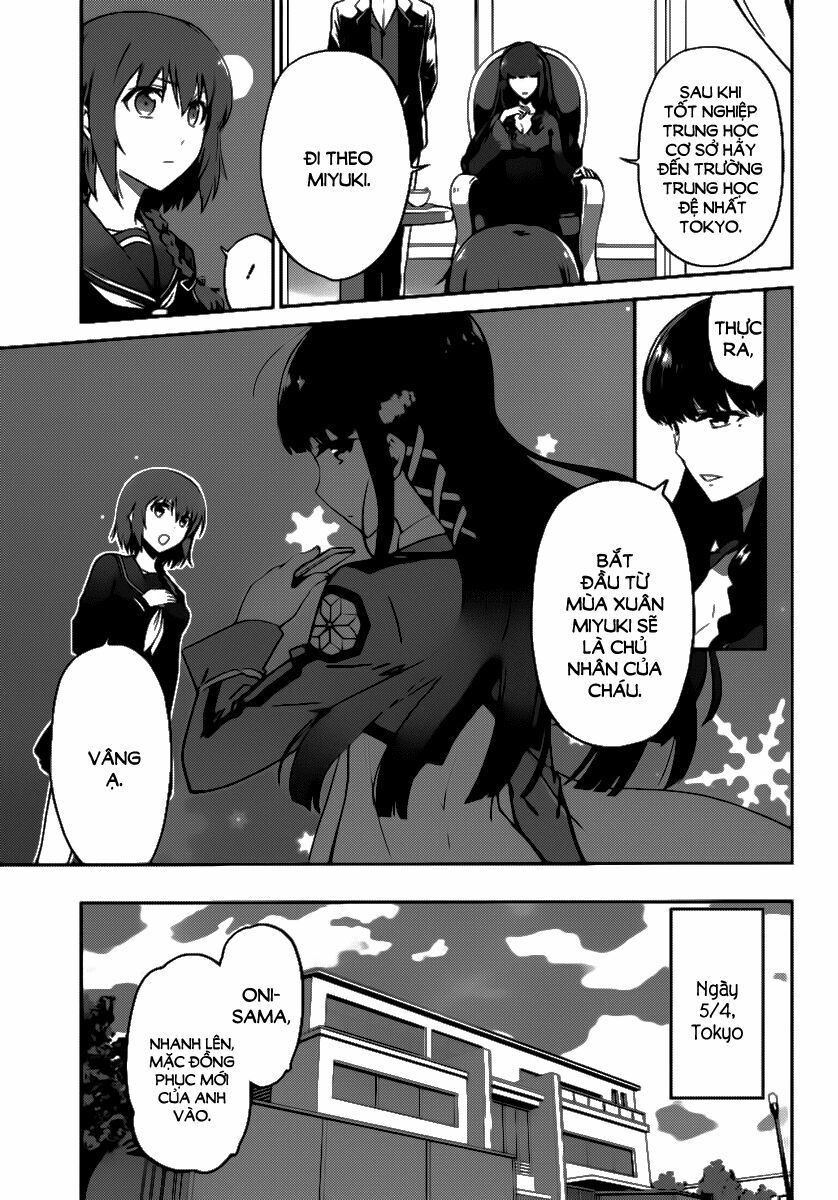 SAU KHI
TỐT NGHIỆP
TRUNG HỌC
CƠ SỞ HÃY
ĐẾN TRƯỜNG
TRUNG HỌC
ĐỆ NHẤT
TOKYO.
ĐI THEO
MIYUKI.
THỰC
RA,
BẮT
ĐẦU TỪ
MÙA XUÂN
MIYUKI SẼ
LÀ CHỦ
NHÂN CỦA
CHÁU.
VÂNG
Ạ.
Ngày
5/4,
Tokyo
ONI-
SAMA,
NHANH LÊN,
MẶC ĐỒNG
PHỤC MỚI
CỦA ANH
VÀO.